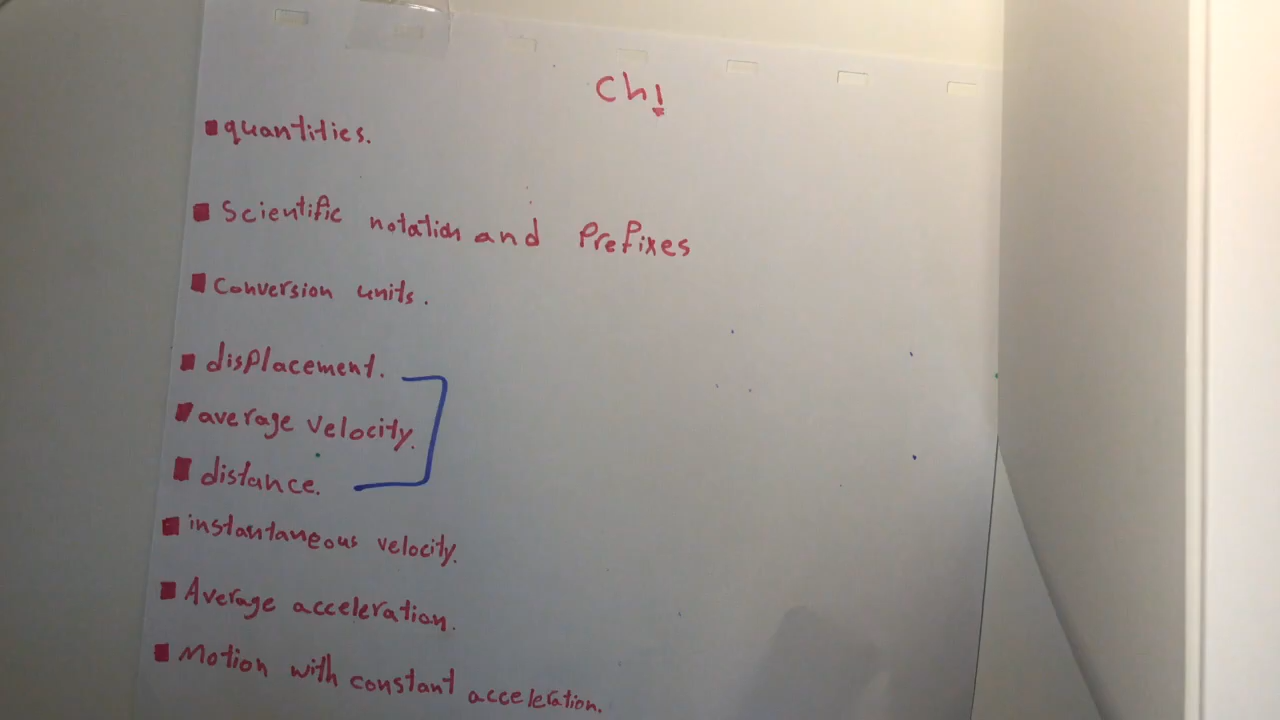 Ch1
quantities.
Scientific notation and Prefixes
Conversion units.
displacement.
average velocity.
distance.
instantaneous velocity.
Average acceleration.
Motion with constant acceleration.